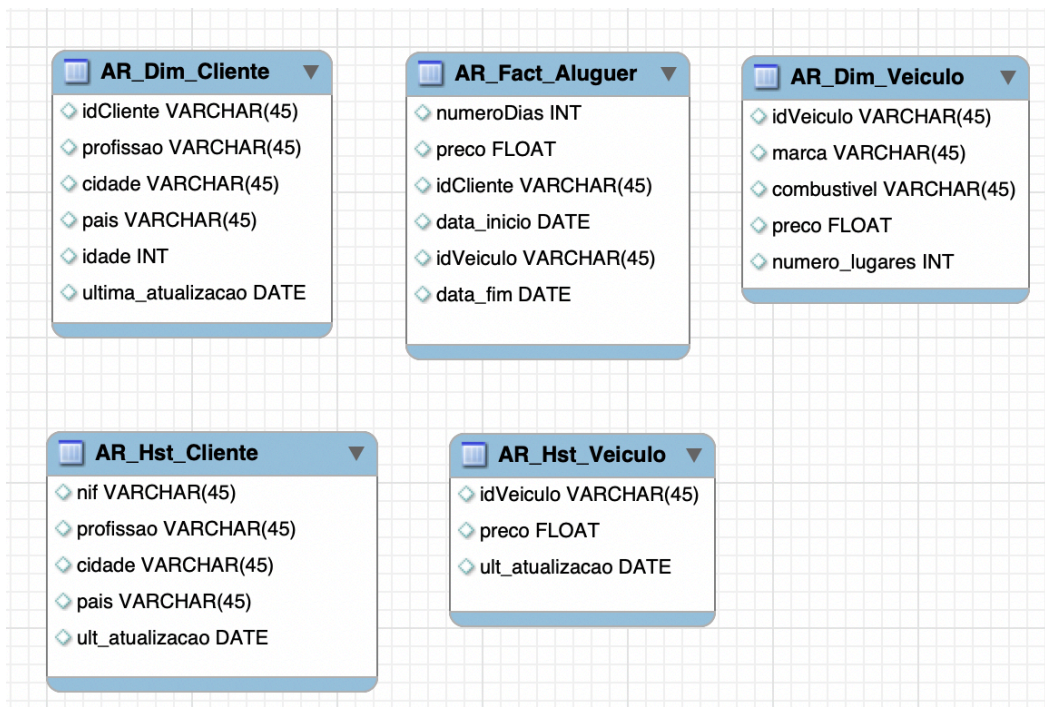 AR_Dim_Cliente
idCliente VARCHAR(45)
profissao VARCHAR(45)
cidade VARCHAR(45)
pais VARCHAR(45)
idade INT
ultima_atualizacao DATE
AR_Fact_Aluguer
numeroDias INT
preco FLOAT
idCliente VARCHAR(45)
data_inicio DATE
idVeiculo VARCHAR(45)
data_fim DATE
AR_Dim_Veiculo
idVeiculo VARCHAR(45)
marca VARCHAR(45)
combustivel VARCHAR(45)
preco FLOAT
numero_lugares INT
AR_Hst_Cliente
nif VARCHAR(45)
profissao VARCHAR(45)
cidade VARCHAR(45)
pais VARCHAR(45)
ult_atualizacao DATE
AR_Hst_Veiculo
idVeiculo VARCHAR(45)
preco FLOAT
ult_atualizacao DATE